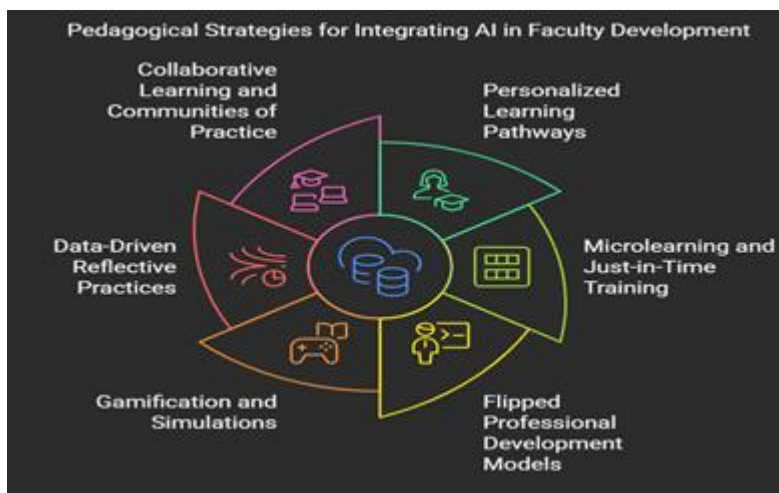 Pedagogical Strategies for Integrating AI in Faculty Development
Collaborative
Learning and
Communities of
Practice
Personalized
Learning
Pathways
Data-Driven
Reflective
Practices
Microlearning and
Just-in-Time
Training
Gamification and
Simulations
Flipped
Professional
Development
Models